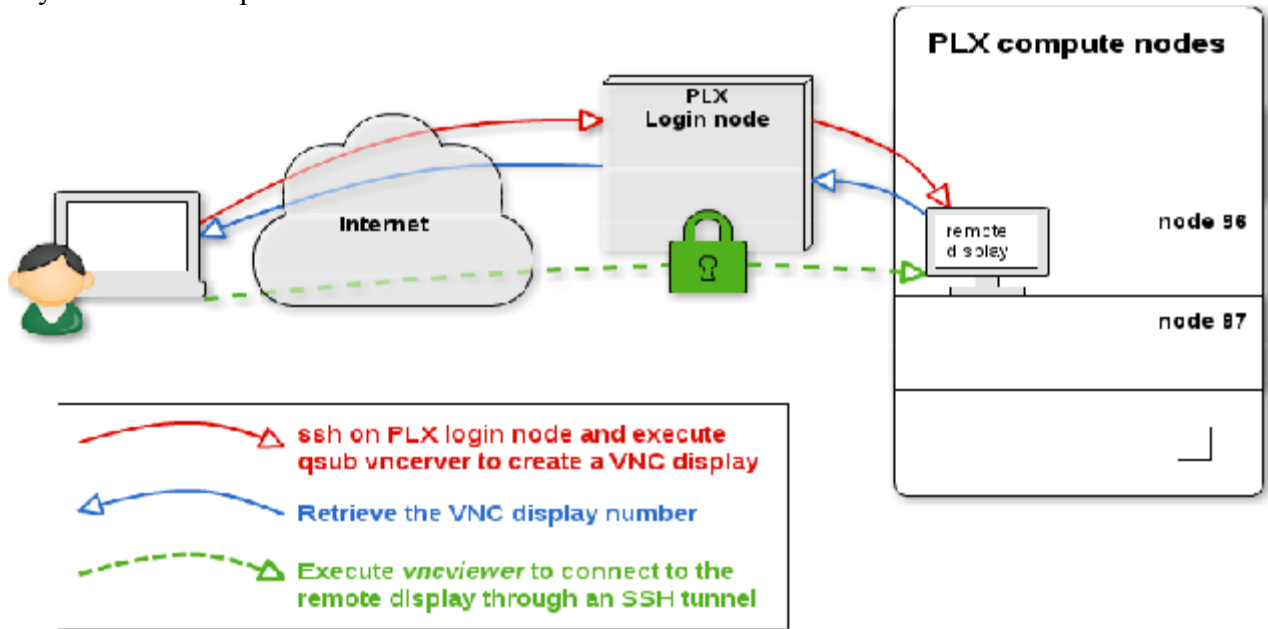 PLX compute nodes
PLX
Login node
Internet
remote
display
node 96
node 97
ssh on PLX login node and execute
qsub vncerver to create a VNC display
Retrieve the VNC display number
Execute vncviewer to connect to the
remote display through an SSH tunnel